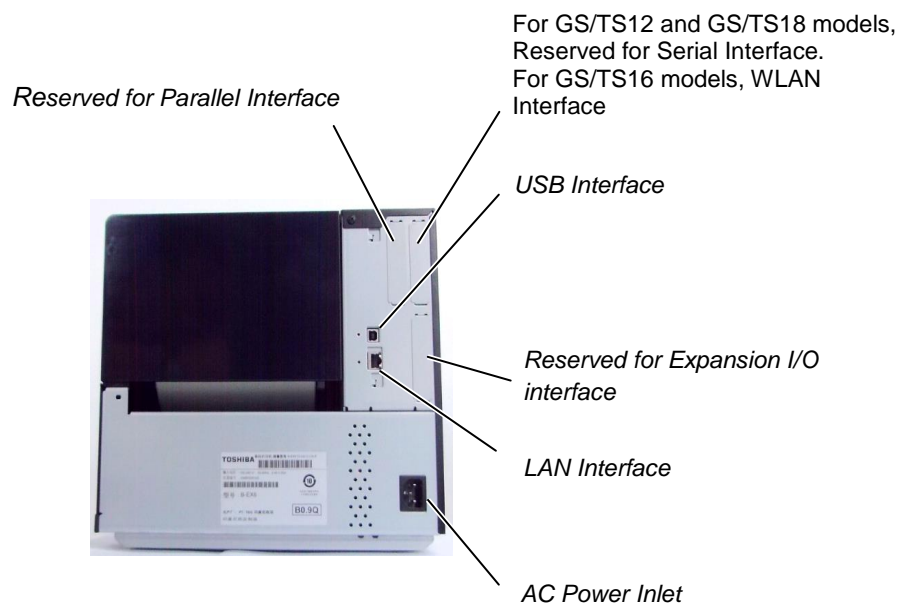 For GS/TS12 and GS/TS18 models,
Reserved for Serial Interface.
For GS/TS16 models, WLAN
Interface
Reserved for Parallel Interface
USB Interface
Reserved for Expansion I/O
interface
LAN Interface
AC Power Inlet
TOSHIBA
B0.9Q